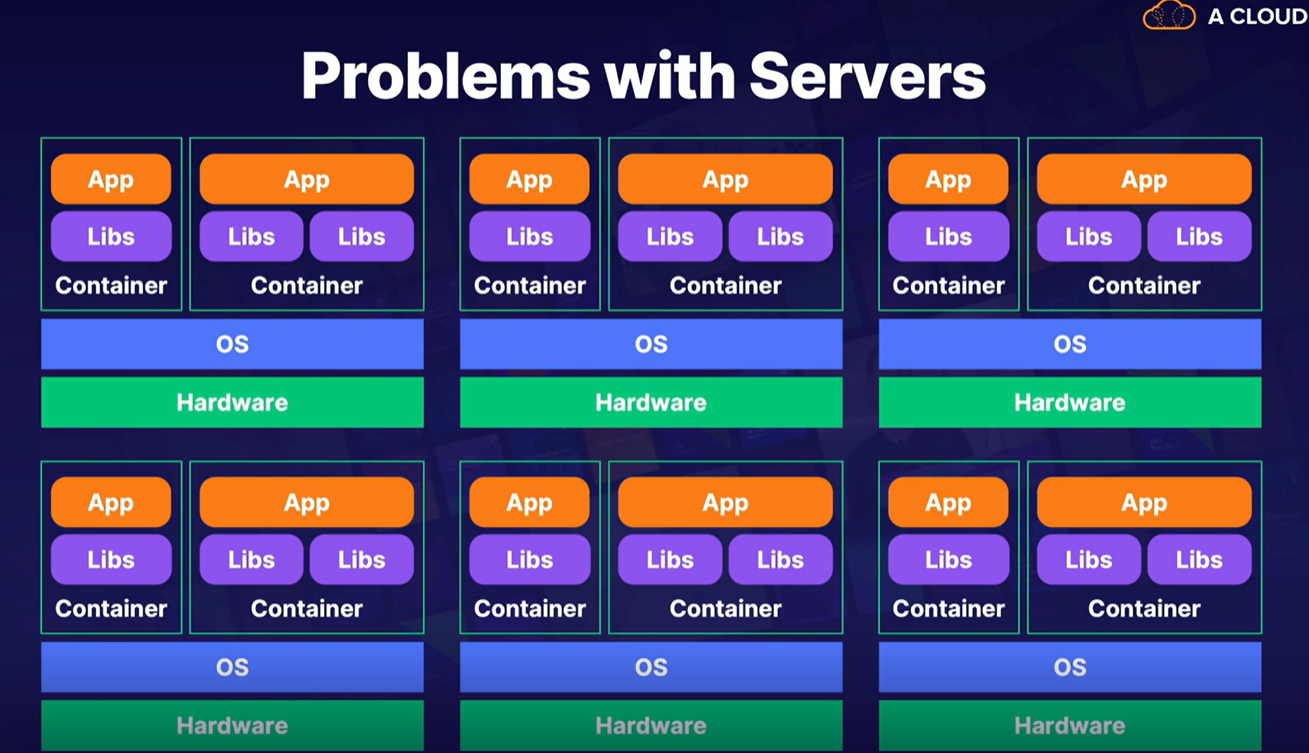 A CLOUD
Problems with Servers
App App App App App App
Libs Libs Libs Libs Libs Libs Libs Libs Libs
Container Container Container Container Container Container
OS OS OS
Hardware Hardware Hardware
App App App App App App
Libs Libs Libs Libs Libs Libs Libs Libs Libs
Container Container Container Container Container Container
OS OS OS
Hardware Hardware Hardware